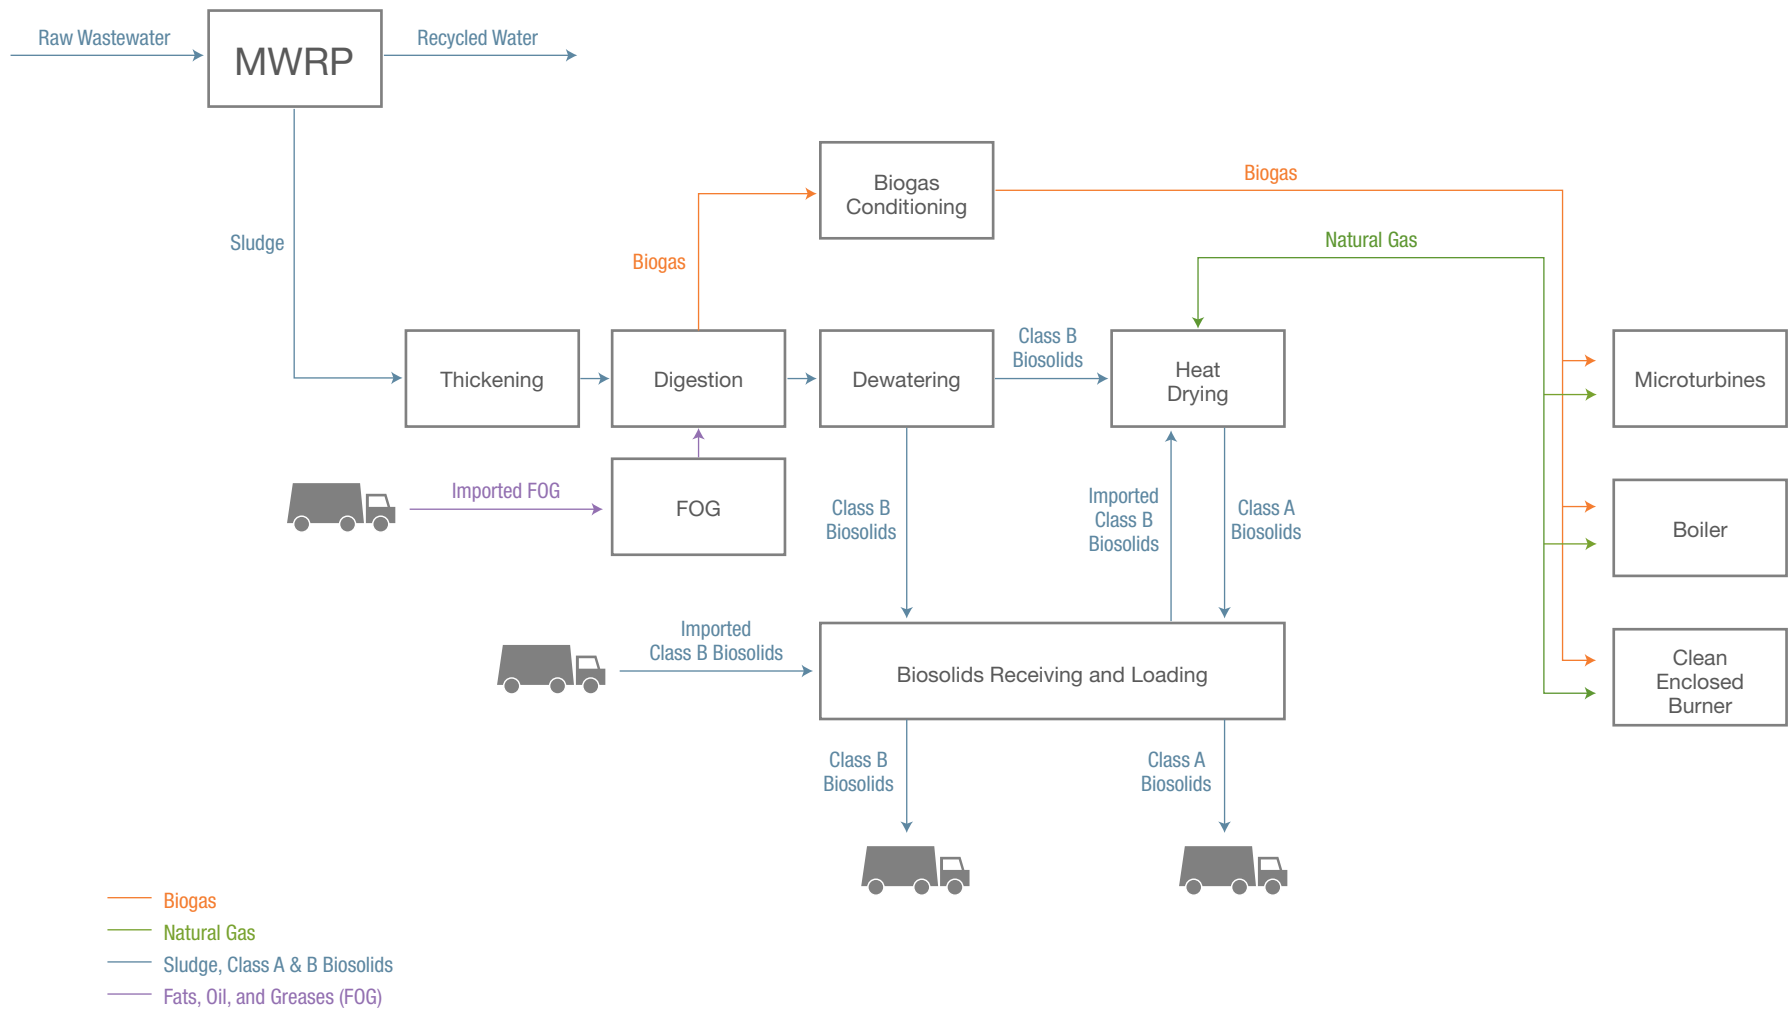 Raw Wastewater
MWRP
Recycled Water
Biogas
Conditioning
Biogas
Natural Gas
Sludge
Biogas
Thickening
Digestion
Dewatering
Class B
Biosolids
Heat
Drying
Microturbines
Imported FOG
FOG
Class B
Biosolids
Imported
Class B
Biosolids
Class A
Biosolids
Boiler
Imported
Class B Biosolids
Biosolids Receiving and Loading
Clean
Enclosed
Burner
Class B
Biosolids
Class A
Biosolids
Biogas
Natural Gas
Sludge, Class A & B Biosolids
Fats, Oil, and Greases (FOG)